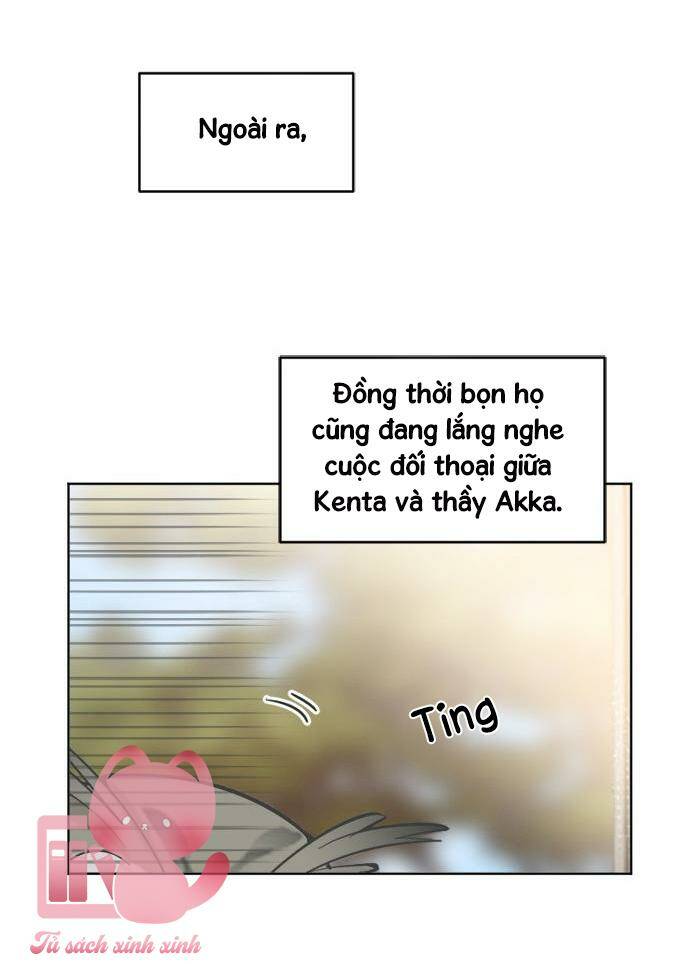 Ngoài ra,
Đồng thời bọn họ
cũng đang lắng nghe
cuộc đối thoại giữa
Kenta và thầy Akka.
Ting
Tủ sách xinh xinh